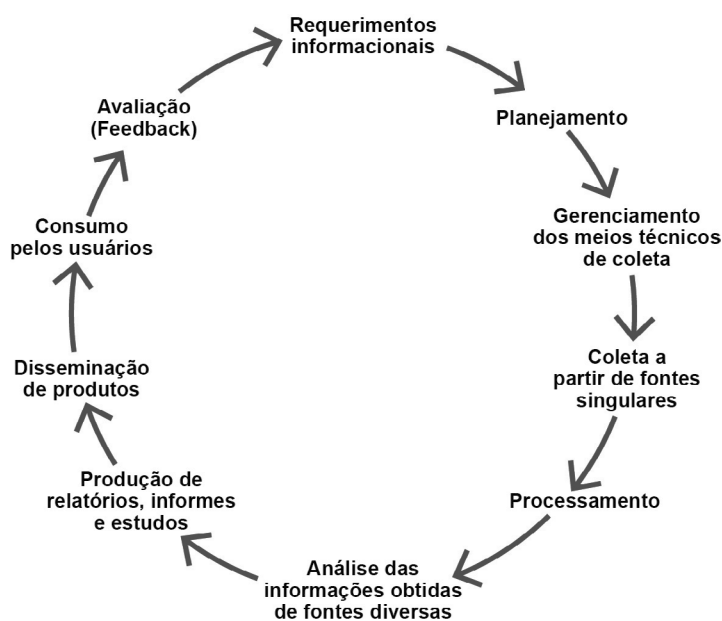 Requerimentos
informacionais
Planejamento
Gerenciamento
dos meios técnicos
de coleta
Coleta a
partir de fontes
singulares
Processamento
Análise das
informações obtidas
de fontes diversas
Produção de
relatórios, informes
e estudos
Disseminação
de produtos
Consumo
pelos usuários
Avaliação
(Feedback)